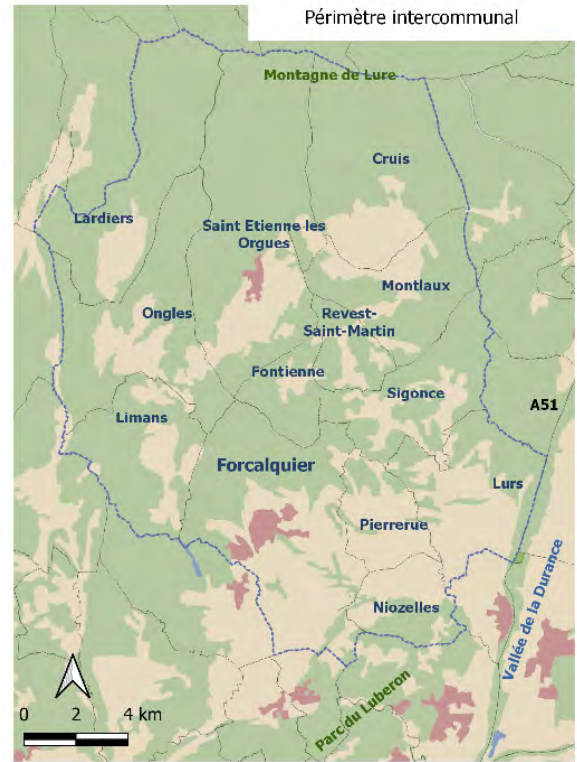 Périmètre intercommunal
Montagne de Lure
Cruis
Lardiers
Saint Etienne les
Orgues
Montlaux
Ongles
Revest-
Saint-Martin
Fontienne
Sigonce
Limans
A51
Forcalquier
Lurs
Pierrerue
Niozelles
Vallée de la Durance
Parc du Luberon
0 2 4 km